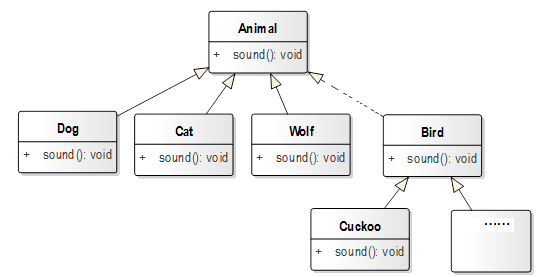 Animal
+ sound(): void
Dog
+ sound(): void
Cat
+ sound(): void
Wolf
+ sound(): void
Bird
+ sound(): void
Cuckoo
+ sound(): void
……